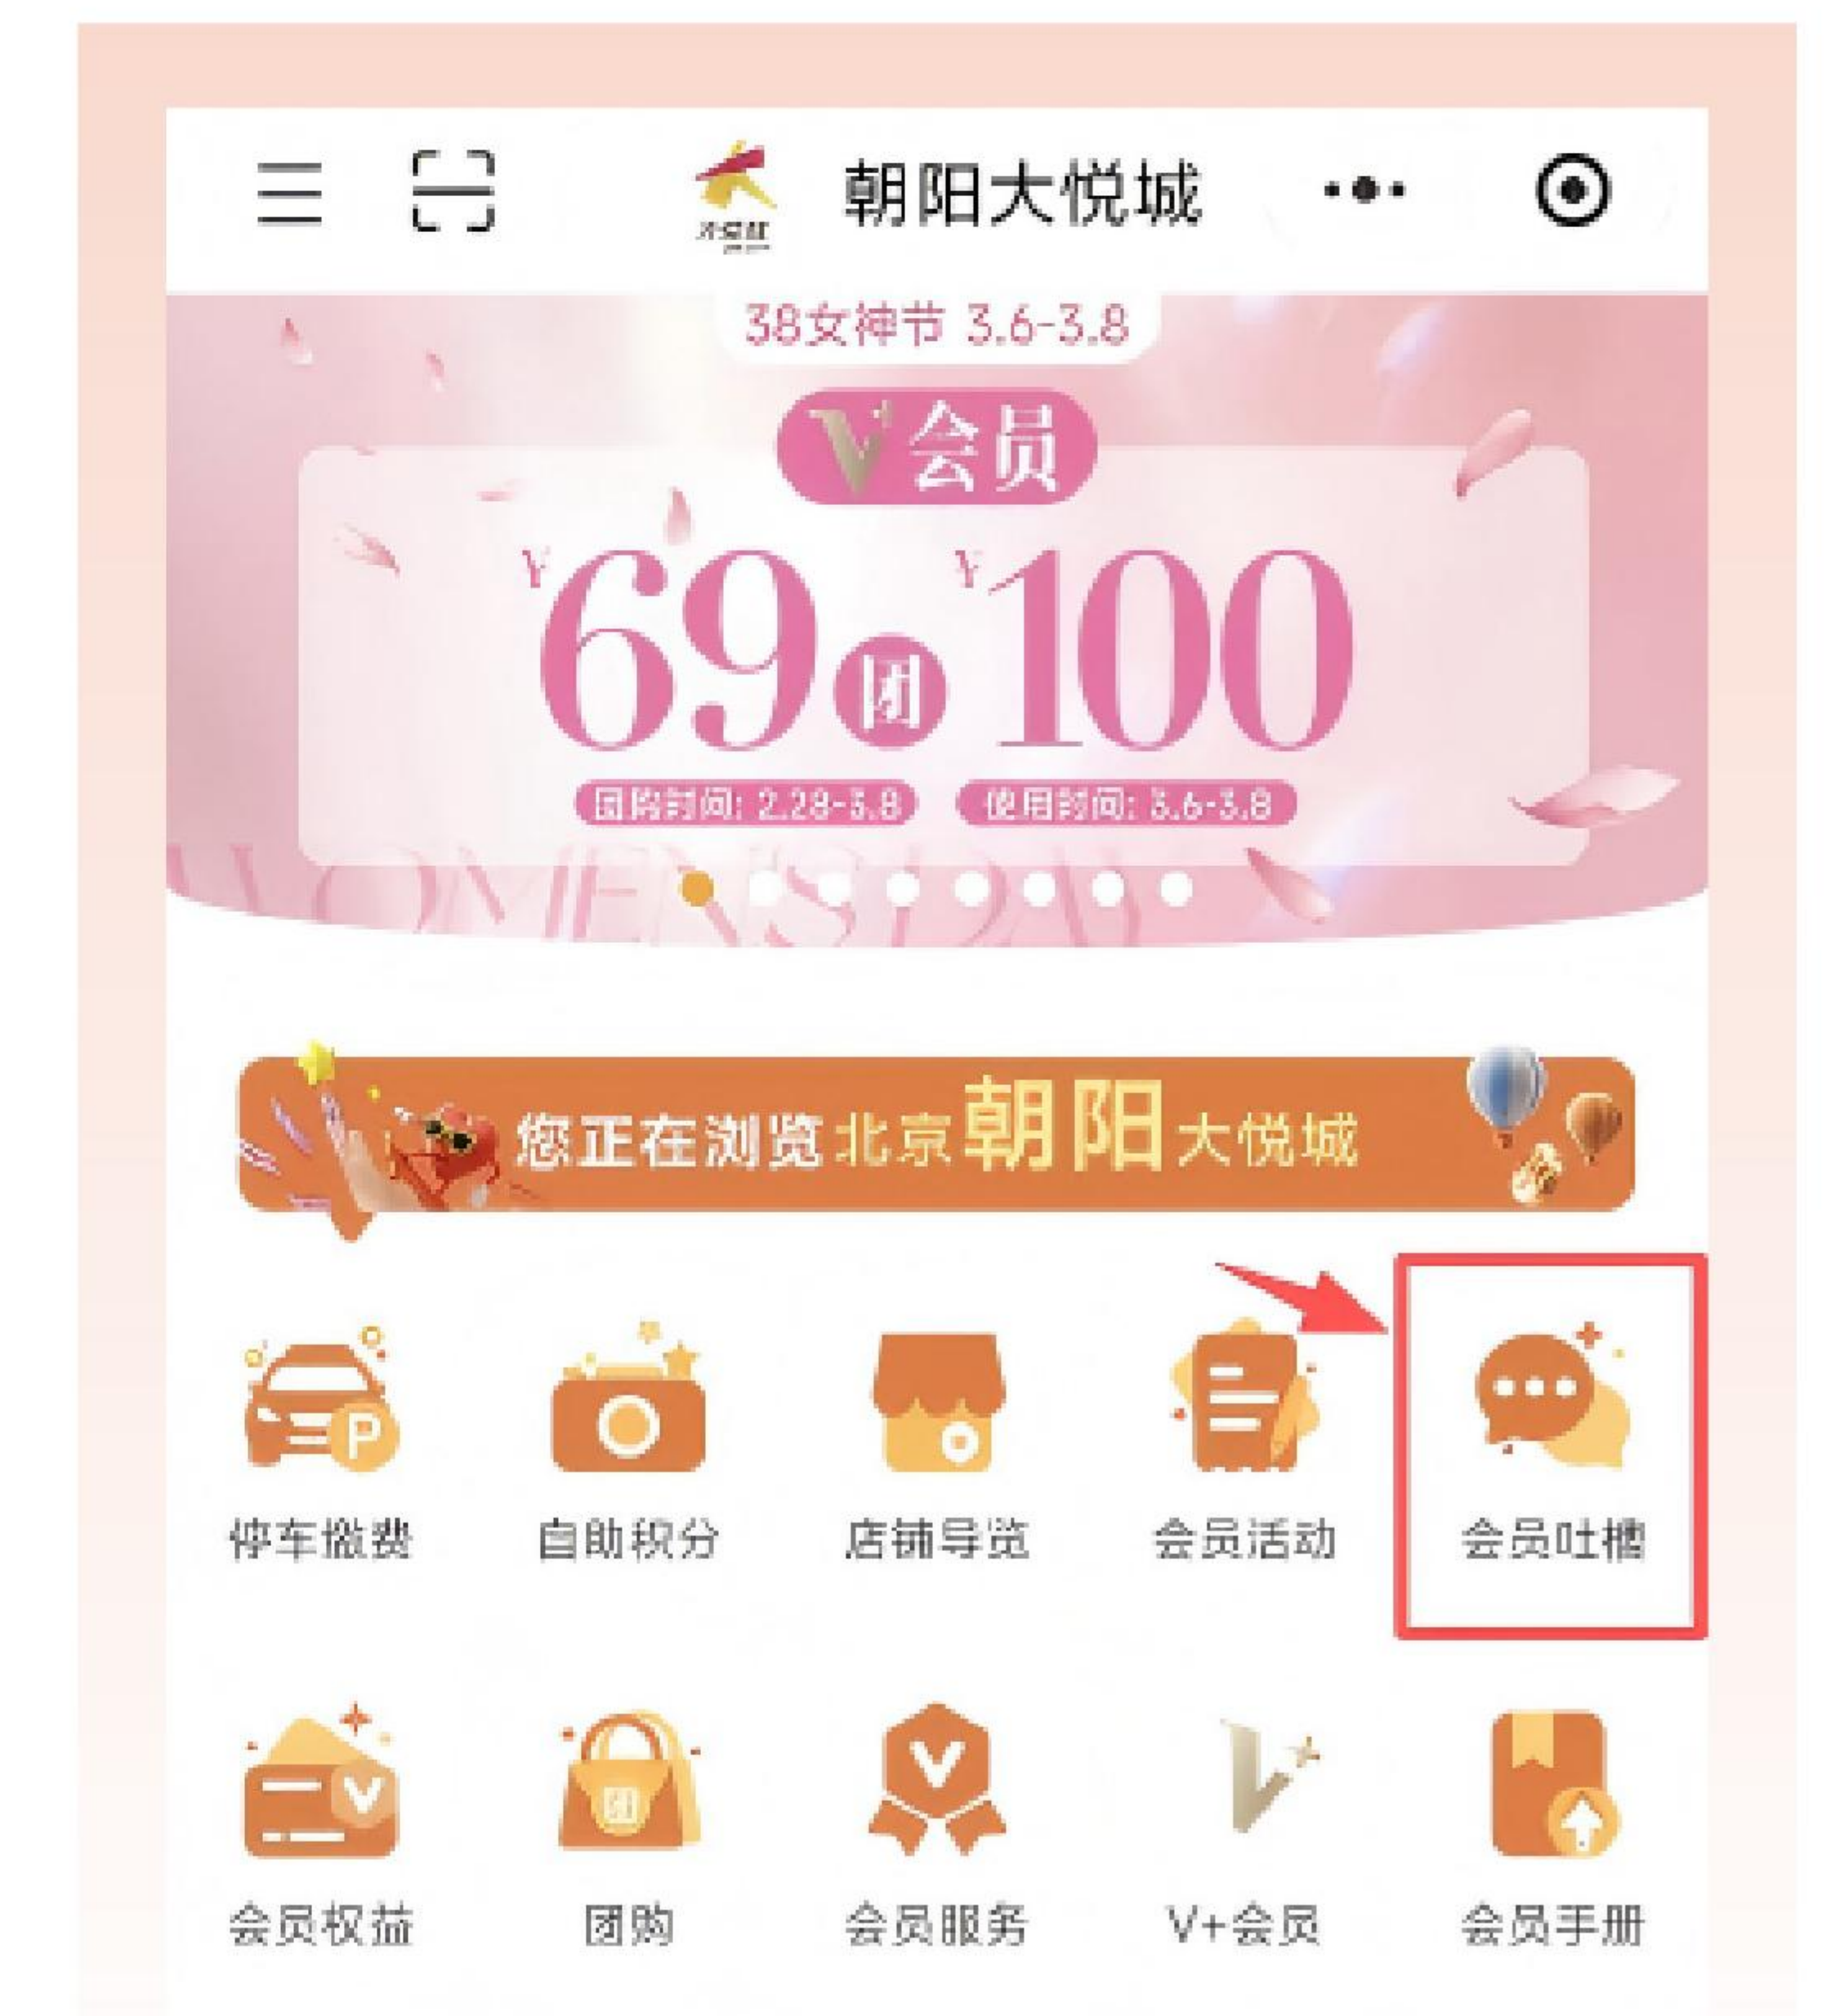 朝阳大悦城
38女神节 3.6-3.8
V+会员
¥69团¥100
团购时间: 2.28-3.8 使用时间: 3.6-3.8
WOMEN'S DAY
您正在浏览北京朝阳大悦城
停车缴费 自助积分 店铺导览 会员活动 会员吐槽
会员权益 团购 会员服务 V+会员 会员手册